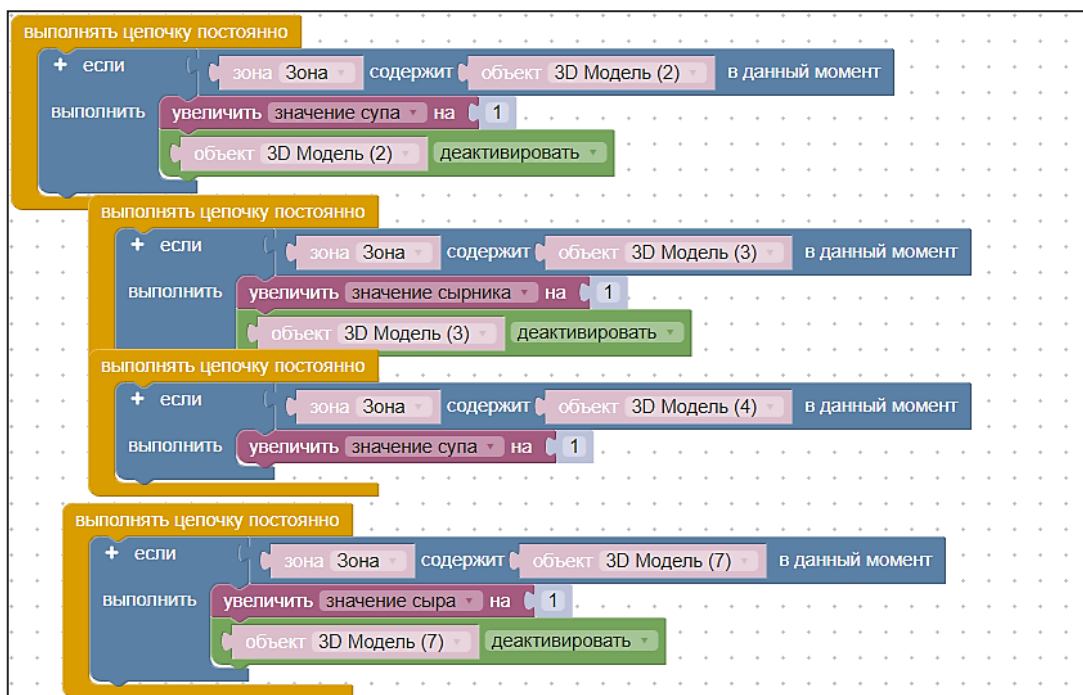 выполнять цепочку постоянно
+ если зона Зона содержит объект 3D Модель (2) в данный момент
выполнить увеличить значение супа на 1
объект 3D Модель (2) деактивировать
выполнять цепочку постоянно
+ если зона Зона содержит объект 3D Модель (3) в данный момент
выполнить увеличить значение сырника на 1
объект 3D Модель (3) деактивировать
выполнять цепочку постоянно
+ если зона Зона содержит объект 3D Модель (4) в данный момент
выполнить увеличить значение супа на 1
выполнять цепочку постоянно
+ если зона Зона содержит объект 3D Модель (7) в данный момент
выполнить увеличить значение сыра на 1
объект 3D Модель (7) деактивировать